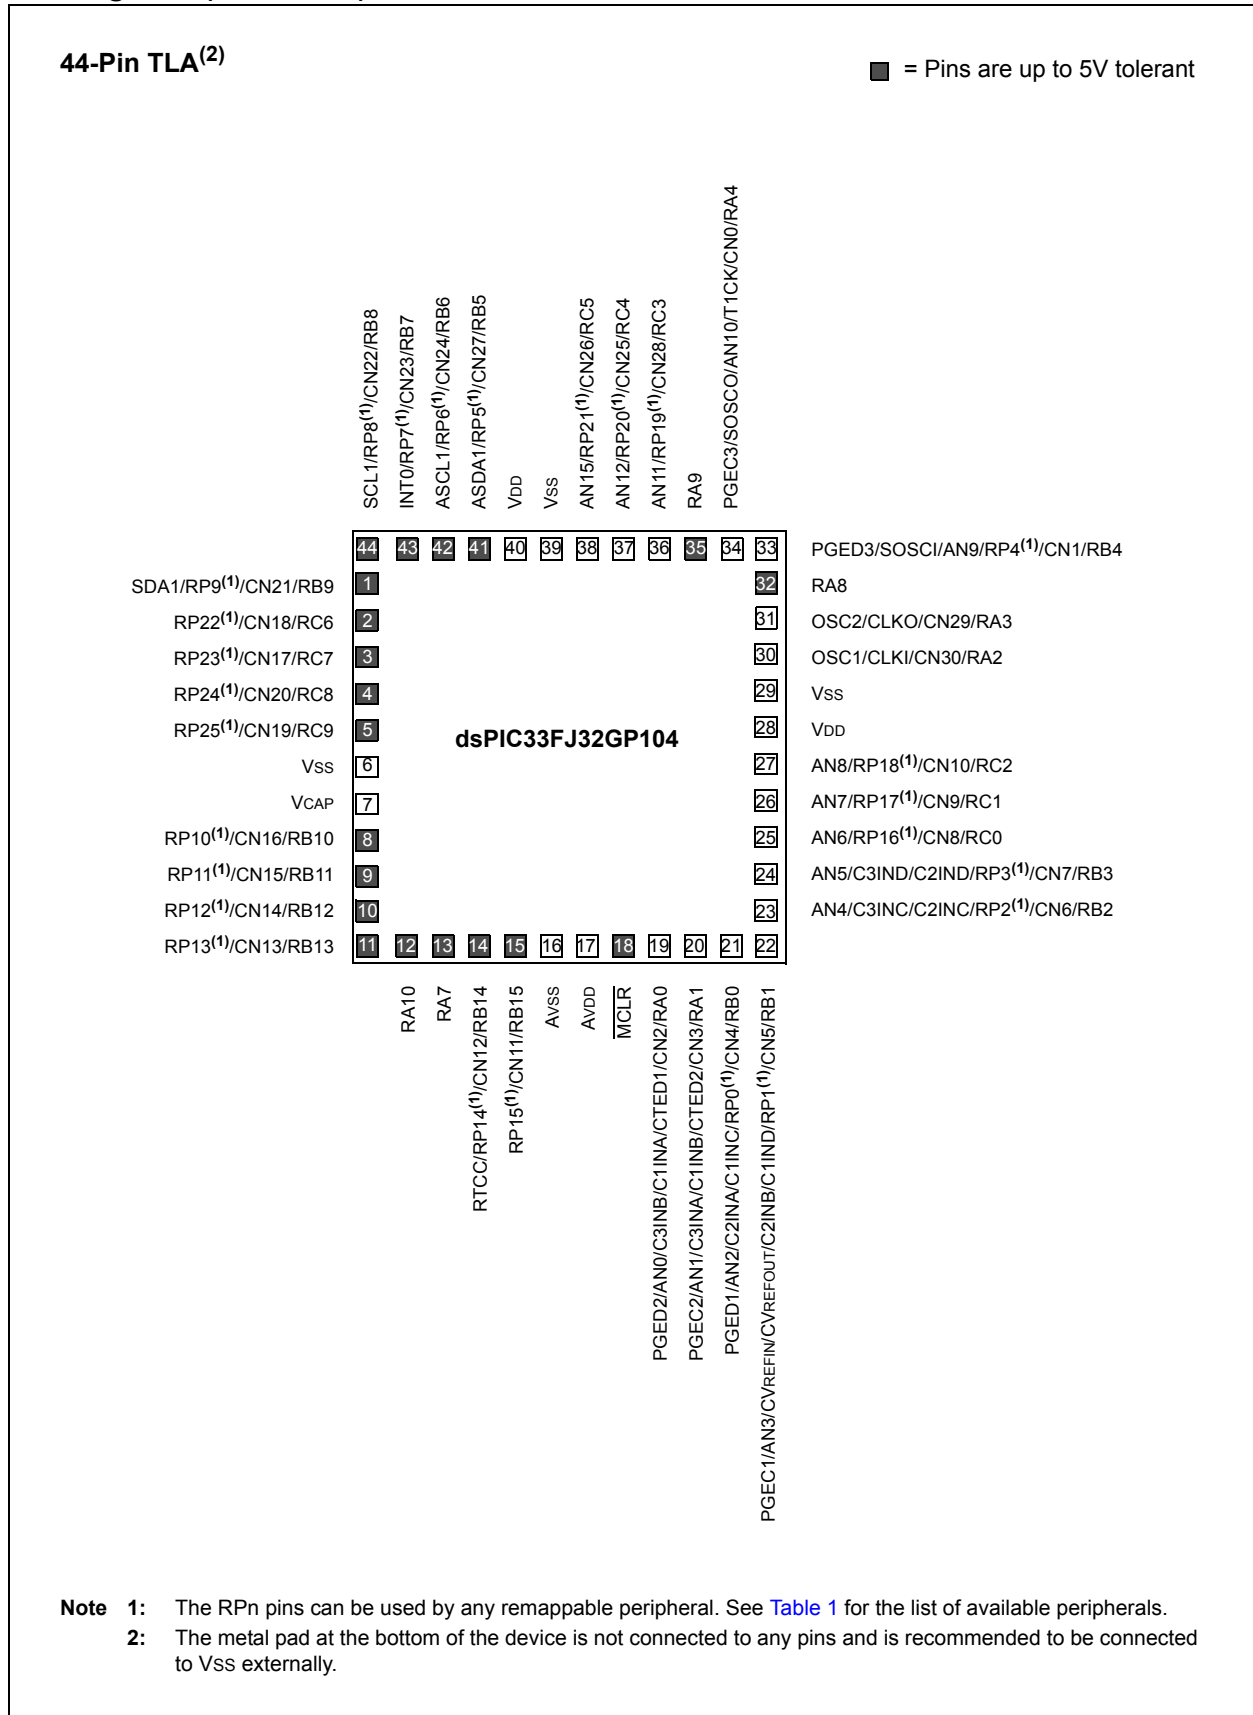 44-Pin TLA(2)
= Pins are up to 5V tolerant
SCL1/RP8(1)/CN22/RB8
INT0/RP7(1)/CN23/RB7
ASCL1/RP6(1)/CN24/RB6
ASDA1/RP5(1)/CN27/RB5
VDD
VSS
AN15/RP21(1)/CN26/RC5
AN12/RP20(1)/CN25/RC4
AN11/RP19(1)/CN28/RC3
RA9
PGEC3/SOSCO/AN10/T1CK/CN0/RA4
44 43 42 41 40 39 38 37 36 35 34 33 PGED3/SOSCI/AN9/RP4(1)/CN1/RB4
SDA1/RP9(1)/CN21/RB9 1 32 RA8
RP22(1)/CN18/RC6 2 31 OSC2/CLKO/CN29/RA3
RP23(1)/CN17/RC7 3 30 OSC1/CLKI/CN30/RA2
RP24(1)/CN20/RC8 4 29 VSS
RP25(1)/CN19/RC9 5 dsPIC33FJ32GP104 28 VDD
VSS 6 27 AN8/RP18(1)/CN10/RC2
VCAP 7 26 AN7/RP17(1)/CN9/RC1
RP10(1)/CN16/RB10 8 25 AN6/RP16(1)/CN8/RC0
RP11(1)/CN15/RB11 9 24 AN5/C3IND/C2IND/RP3(1)/CN7/RB3
RP12(1)/CN14/RB12 10 23 AN4/C3INC/C2INC/RP2(1)/CN6/RB2
RP13(1)/CN13/RB13 11 12 13 14 15 16 17 18 19 20 21 22
RA10
RA7
RTCC/RP14(1)/CN12/RB14
RP15(1)/CN11/RB15
AVSS
AVDD
MCLR
PGED2/AN0/C3INB/C1INA/CTED1/CN2/RA0
PGEC2/AN1/C3INA/C1INB/CTED2/CN3/RA1
PGED1/AN2/C2INA/C1INC/RP0(1)/CN4/RB0
PGEC1/AN3/CVREFIN/CVREFOUT/C2INB/C1IND/RP1(1)/CN5/RB1
Note 1: The RPn pins can be used by any remappable peripheral. See Table 1 for the list of available peripherals.
2: The metal pad at the bottom of the device is not connected to any pins and is recommended to be connected
to VSS externally.